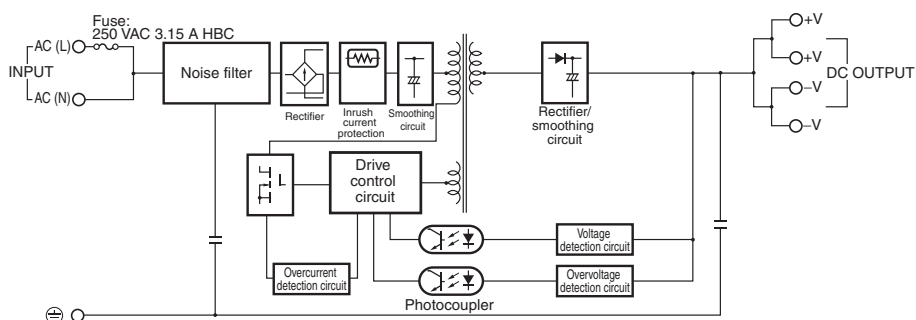 Fuse:
250 VAC 3.15 A HBC
AC (L)
INPUT
AC (N)
Noise filter
Rectifier
Inrush
current
protection
Smoothing
circuit
Rectifier/
smoothing
circuit
+V
+V
DC OUTPUT
−V
−V
Drive
control
circuit
Overcurrent
detection circuit
Voltage
detection circuit
Overvoltage
detection circuit
Photocoupler